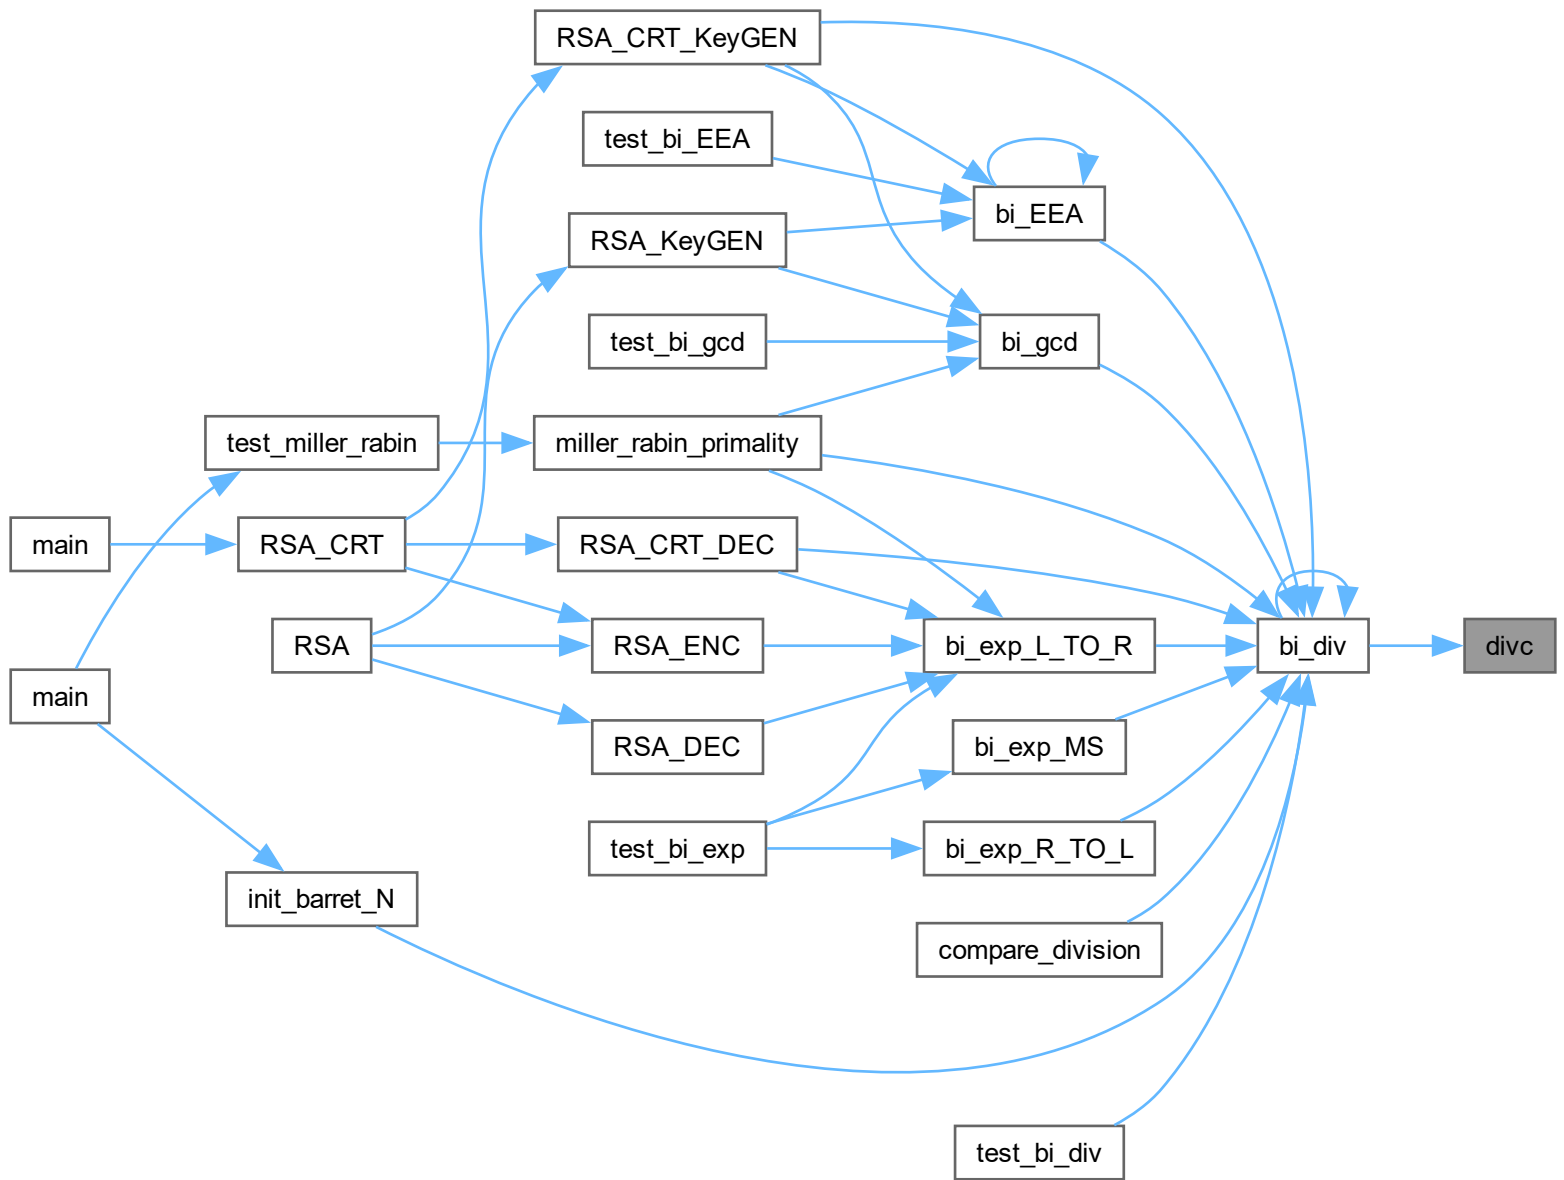 RSA_CRT_KeyGEN
test_bi_EEA
bi_EEA
RSA_KeyGEN
test_bi_gcd
bi_gcd
test_miller_rabin
miller_rabin_primality
main
RSA_CRT
RSA_CRT_DEC
RSA
RSA_ENC
bi_exp_L_TO_R
bi_div
divc
main
RSA_DEC
bi_exp_MS
test_bi_exp
bi_exp_R_TO_L
init_barret_N
compare_division
test_bi_div